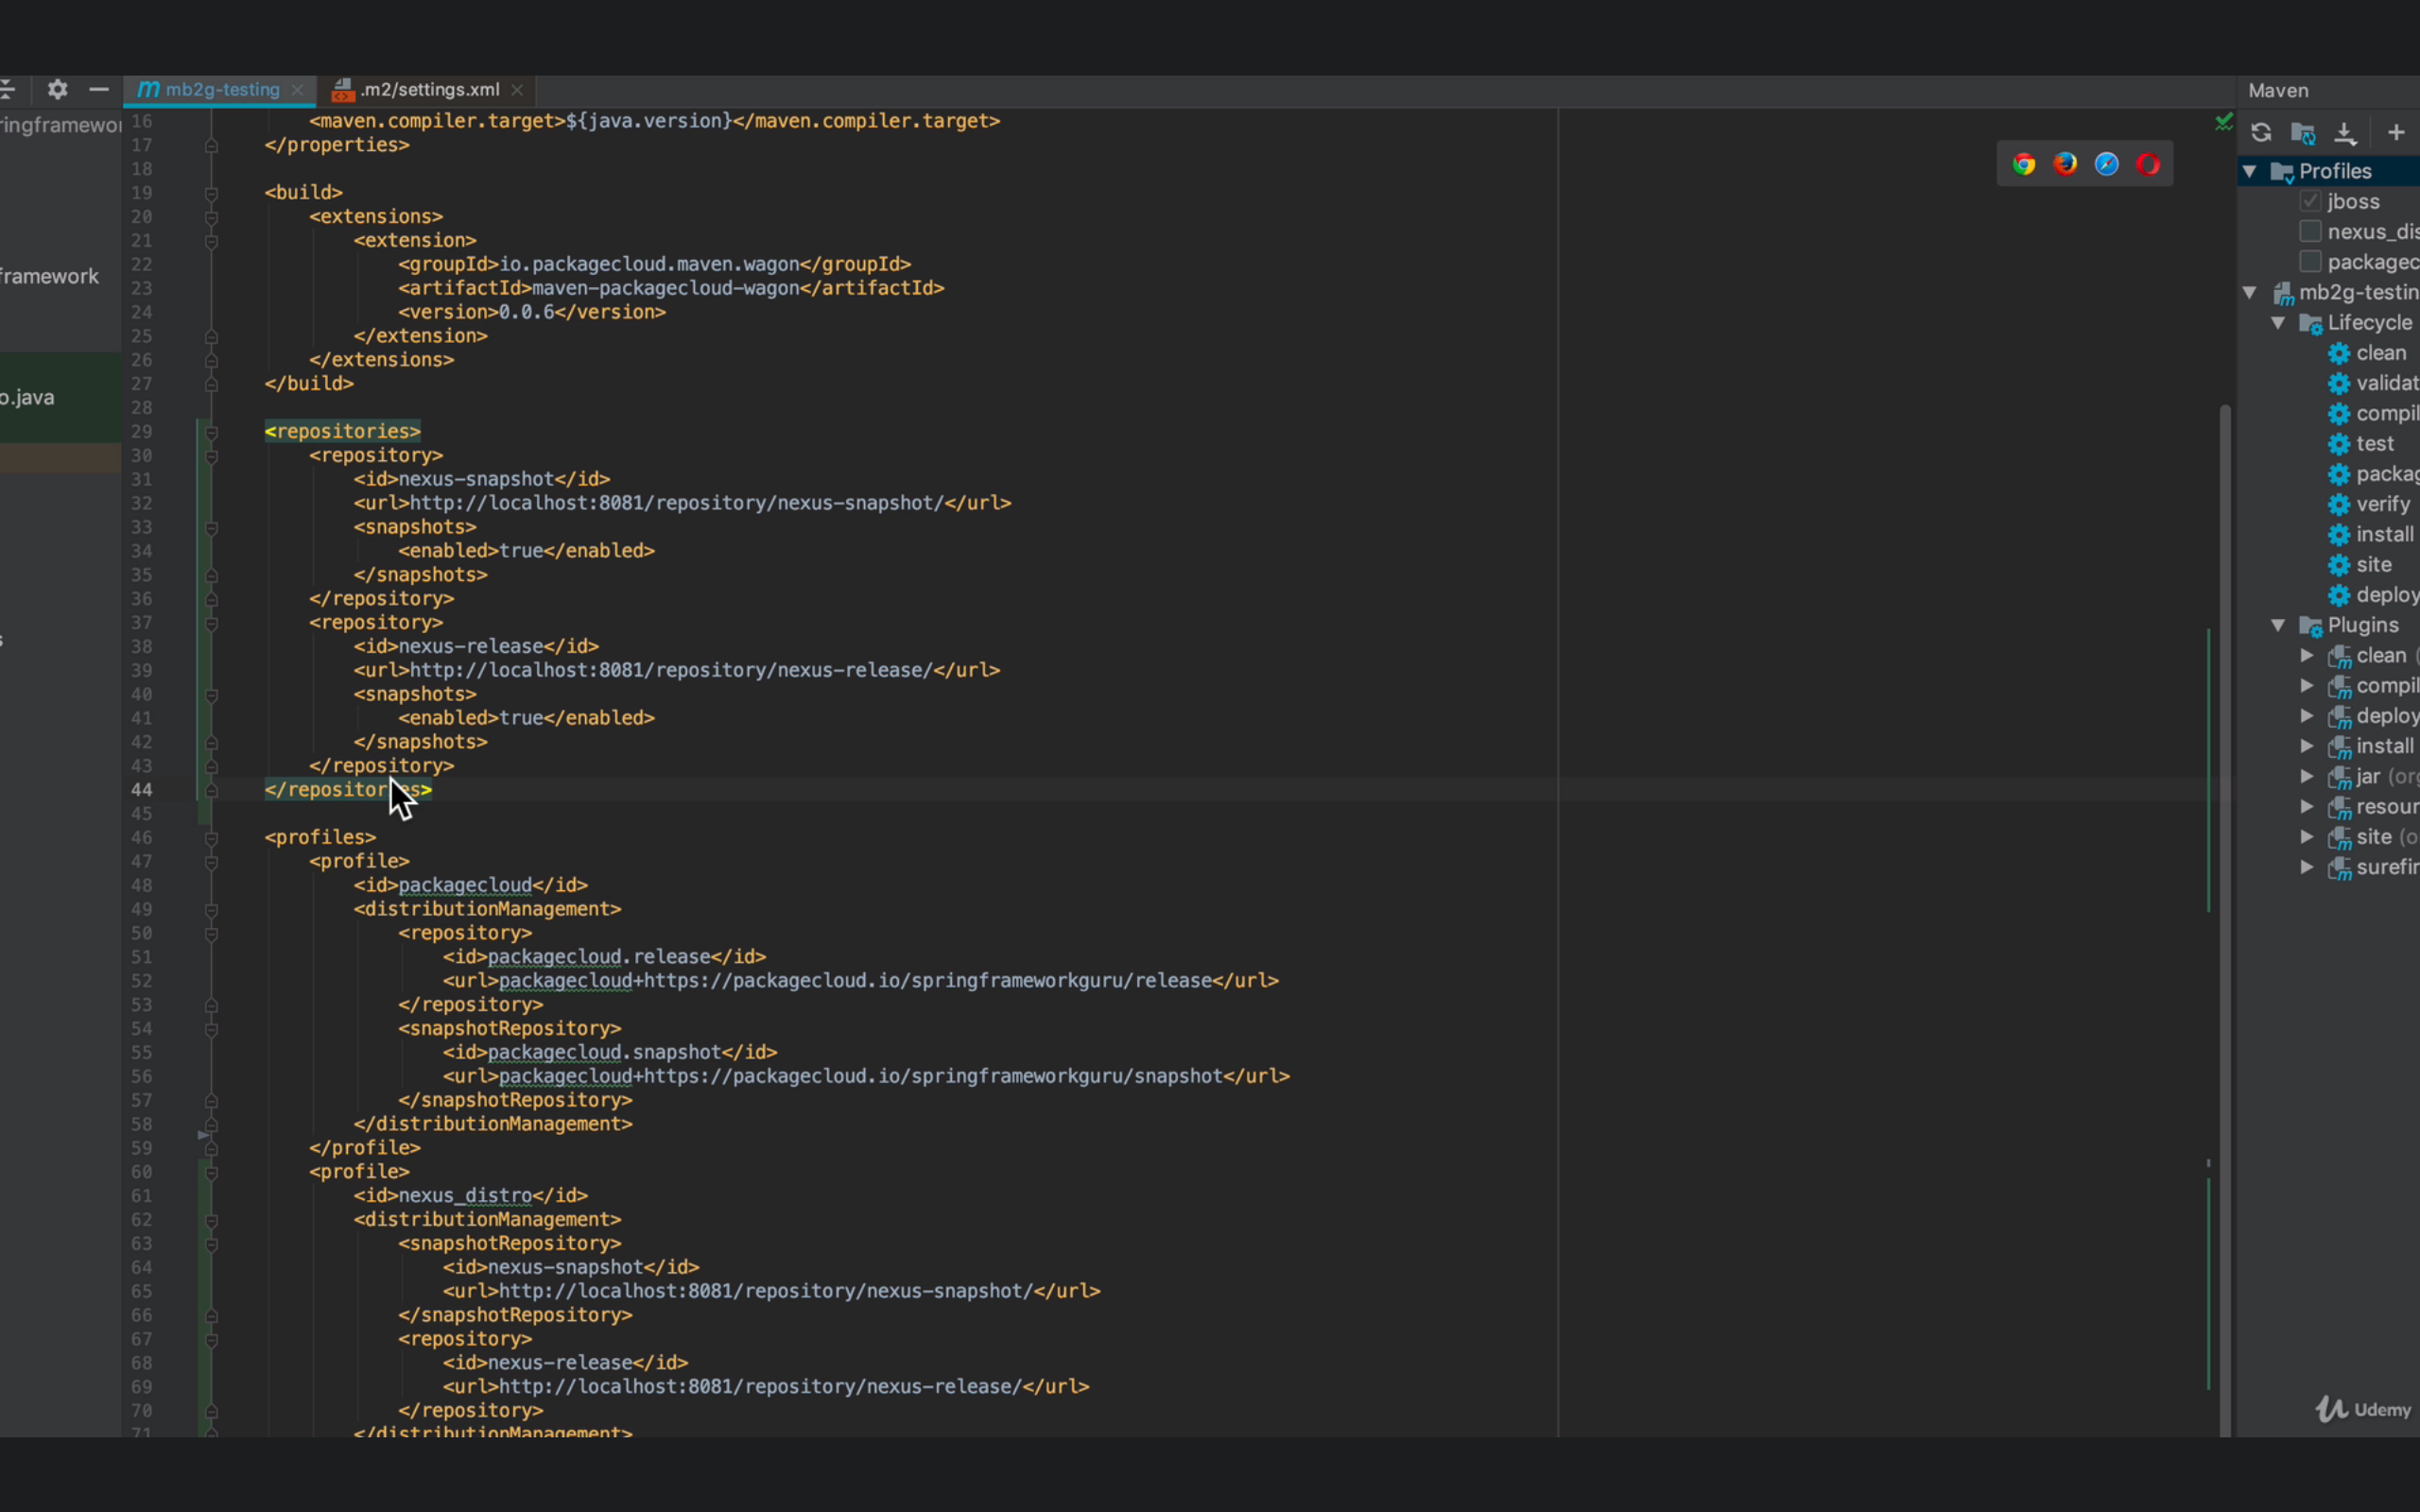 mb2g-testing
.m2/settings.xml
Maven
ringframewor
framework
o.java
16 <maven.compiler.target>${java.version}</maven.compiler.target>
17 </properties>
18
19 <build>
20 <extensions>
21 <extension>
22 <groupId>io.packagecloud.maven.wagon</groupId>
23 <artifactId>maven-packagecloud-wagon</artifactId>
24 <version>0.0.6</version>
25 </extension>
26 </extensions>
27 </build>
28
29 <repositories>
30 <repository>
31 <id>nexus-snapshot</id>
32 <url>http://localhost:8081/repository/nexus-snapshot/</url>
33 <snapshots>
34 <enabled>true</enabled>
35 </snapshots>
36 </repository>
37 <repository>
38 <id>nexus-release</id>
39 <url>http://localhost:8081/repository/nexus-release/</url>
40 <snapshots>
41 <enabled>true</enabled>
42 </snapshots>
43 </repository>
44 </repositories>
45
46 <profiles>
47 <profile>
48 <id>packagecloud</id>
49 <distributionManagement>
50 <repository>
51 <id>packagecloud.release</id>
52 <url>packagecloud+https://packagecloud.io/springframeworkguru/release</url>
53 </repository>
54 <snapshotRepository>
55 <id>packagecloud.snapshot</id>
56 <url>packagecloud+https://packagecloud.io/springframeworkguru/snapshot</url>
57 </snapshotRepository>
58 </distributionManagement>
59 </profile>
60 <profile>
61 <id>nexus_distro</id>
62 <distributionManagement>
63 <snapshotRepository>
64 <id>nexus-snapshot</id>
65 <url>http://localhost:8081/repository/nexus-snapshot/</url>
66 </snapshotRepository>
67 <repository>
68 <id>nexus-release</id>
69 <url>http://localhost:8081/repository/nexus-release/</url>
70 </repository>
71 </distributionManagement>
Profiles
jboss
nexus_dis
packagec
mb2g-testin
Lifecycle
clean
validat
compil
test
packag
verify
install
site
deploy
Plugins
clean (
compil
deploy
install
jar (org
resour
site (o
surefir
Udemy